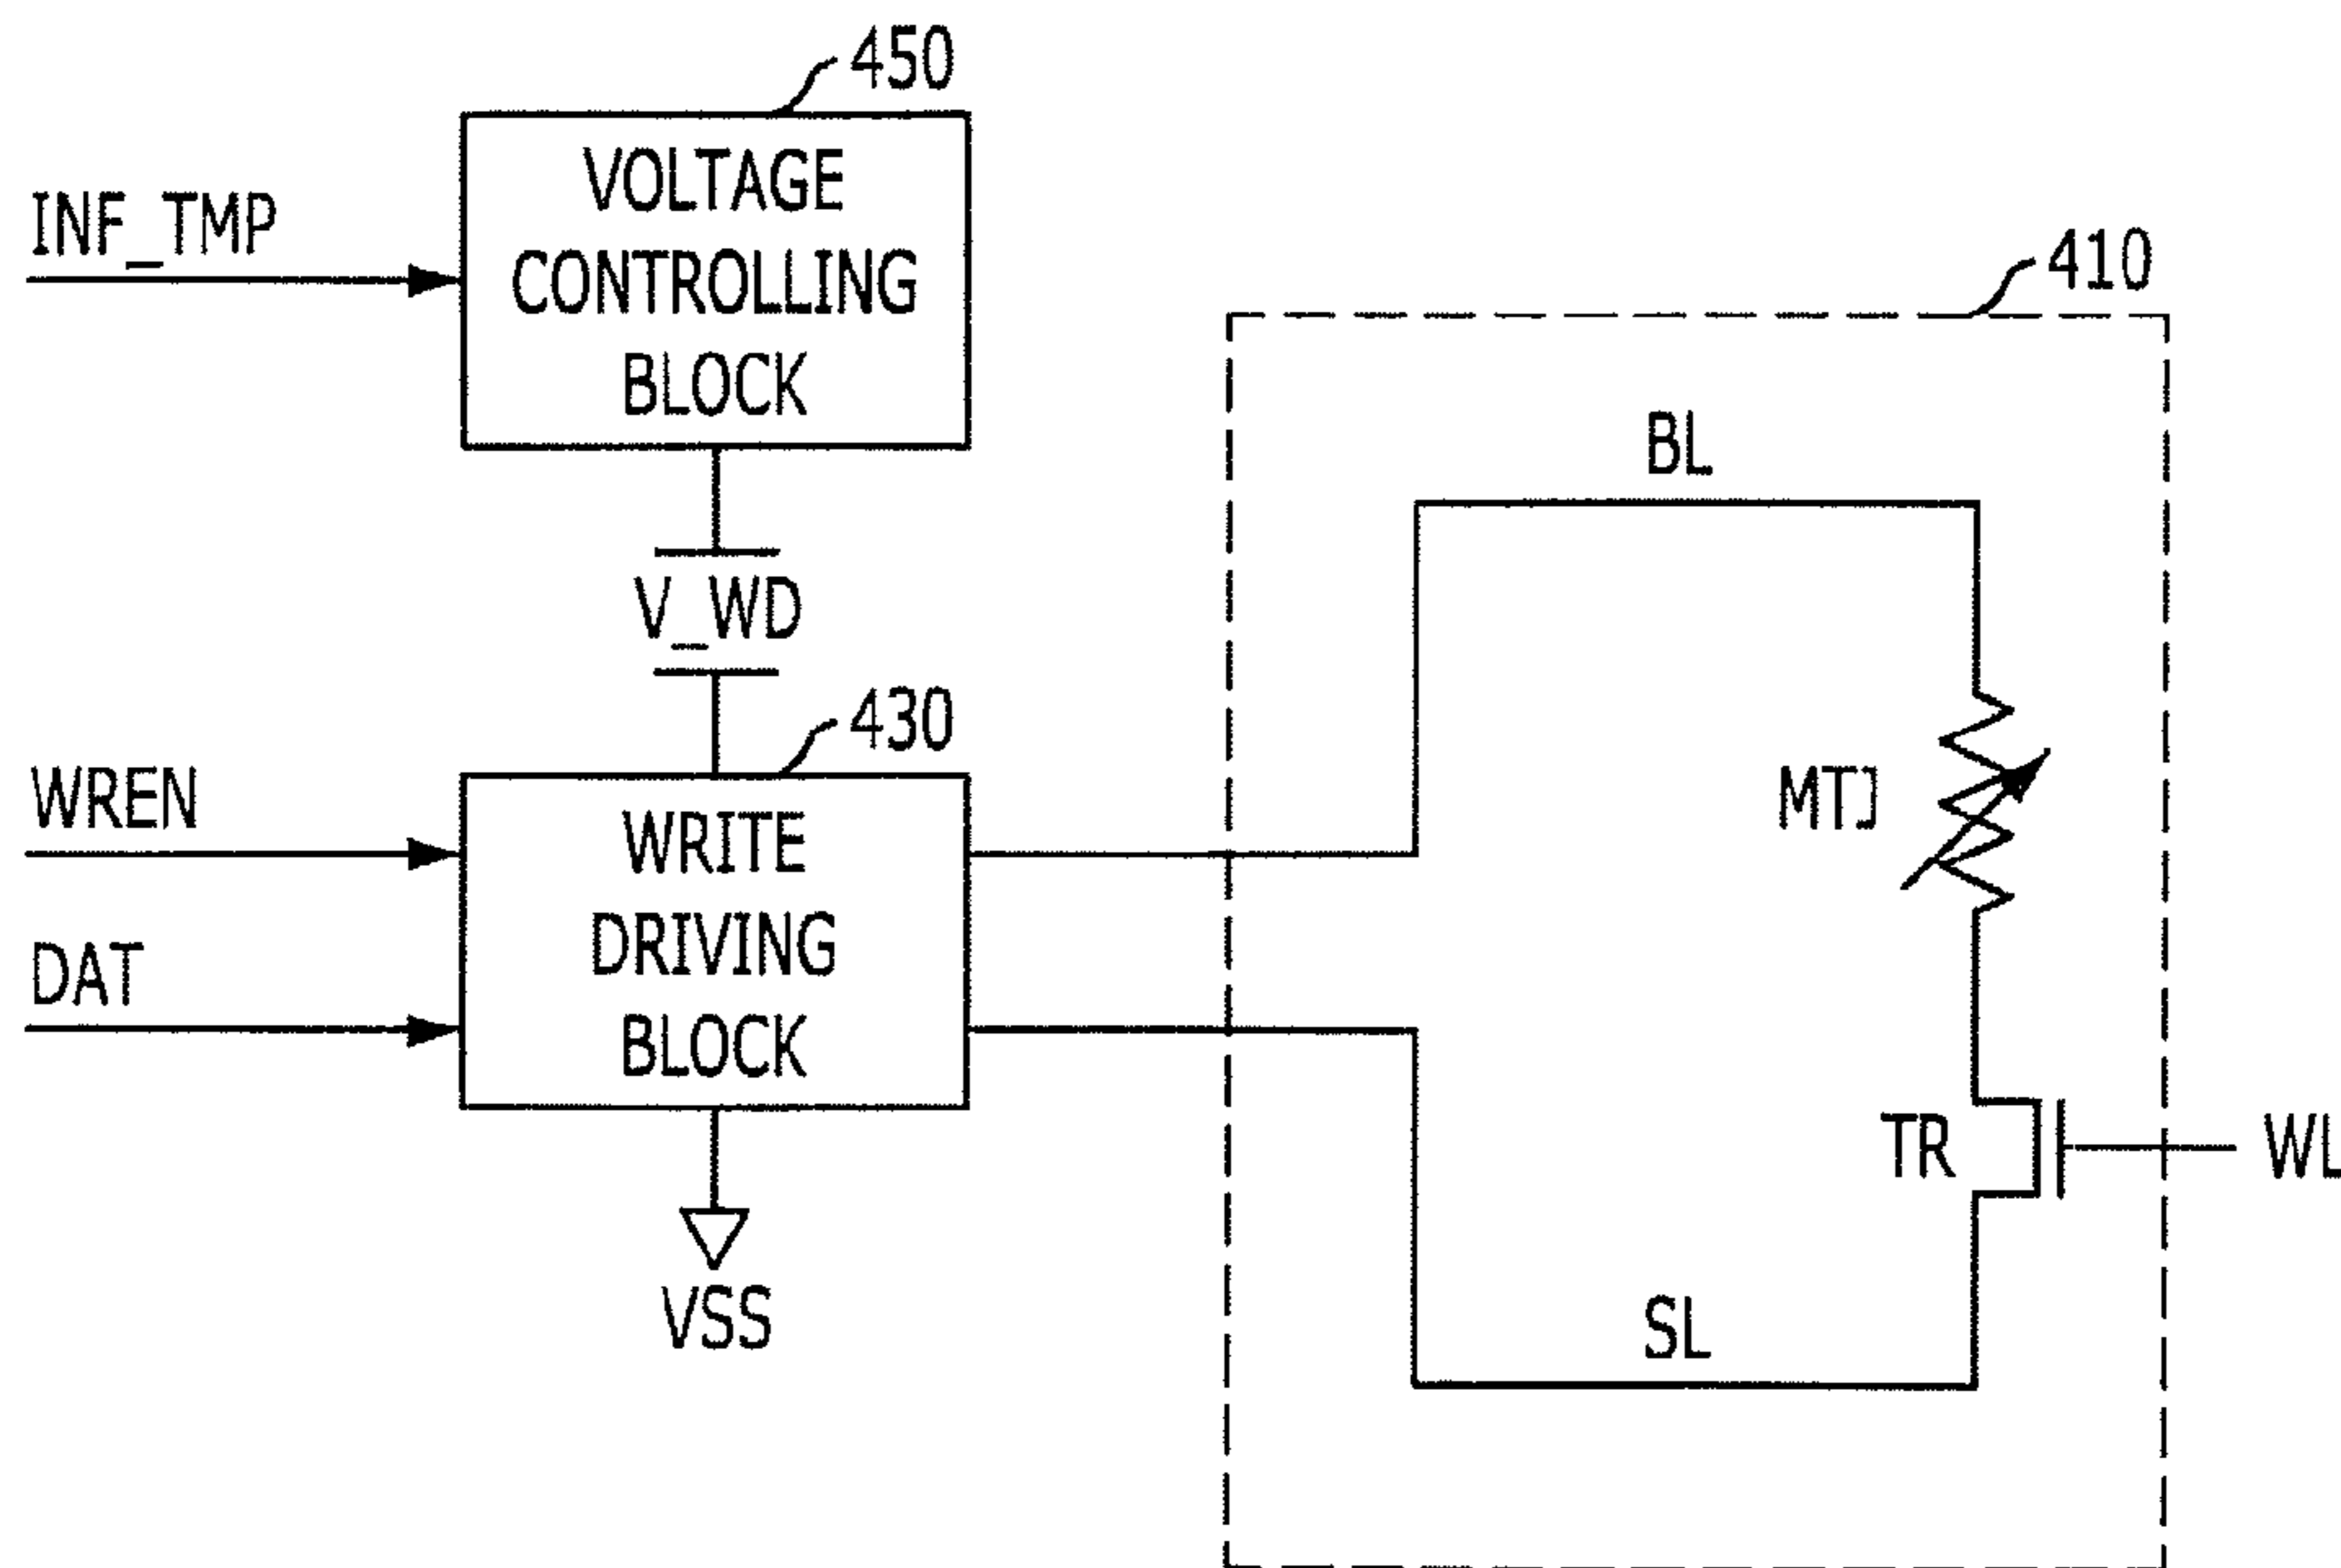 450
VOLTAGE
CONTROLLING
BLOCK
INF_TMP
410
BL
V_WD
430
WREN
WRITE
DRIVING
BLOCK
MTJ
DAT
TR
WL
VSS
SL